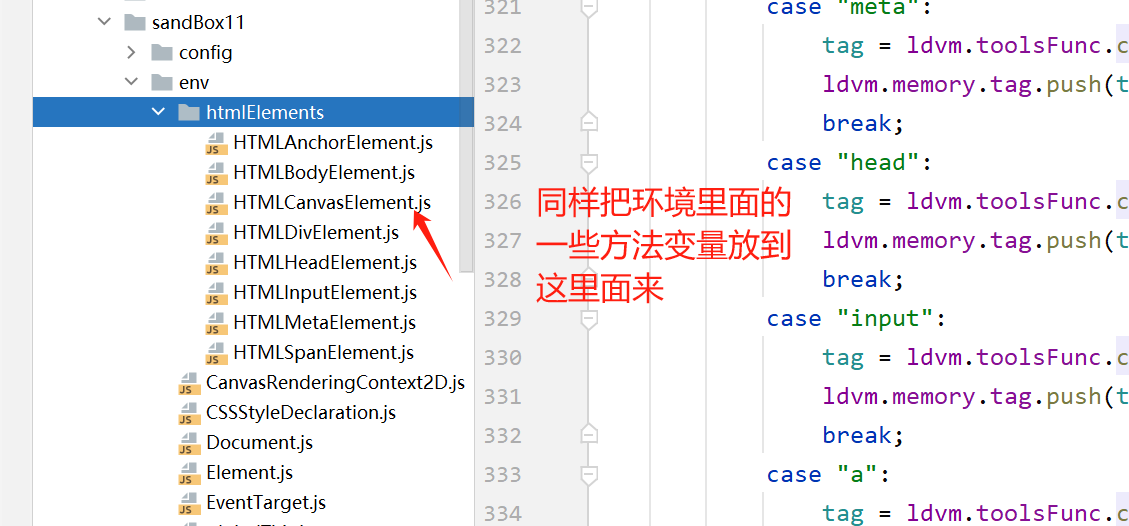 sandBox11
config
env
htmlElements
HTMLAnchorElement.js
HTMLBodyElement.js
HTMLCanvasElement.js
HTMLDivElement.js
HTMLHeadElement.js
HTMLInputElement.js
HTMLMetaElement.js
HTMLSpanElement.js
CanvasRenderingContext2D.js
CSSStyleDeclaration.js
Document.js
Element.js
EventTarget.js
321 case "meta":
322 tag = ldvm.toolsFunc.c
323 ldvm.memory.tag.push(t
324 break;
325 case "head":
326 tag = ldvm.toolsFunc.c
327 ldvm.memory.tag.push(t
328 break;
329 case "input":
330 tag = ldvm.toolsFunc.c
331 ldvm.memory.tag.push(t
332 break;
333 case "a":
334 tag = ldvm.toolsFunc.c
同样把环境里面的
一些方法变量放到
这里面来